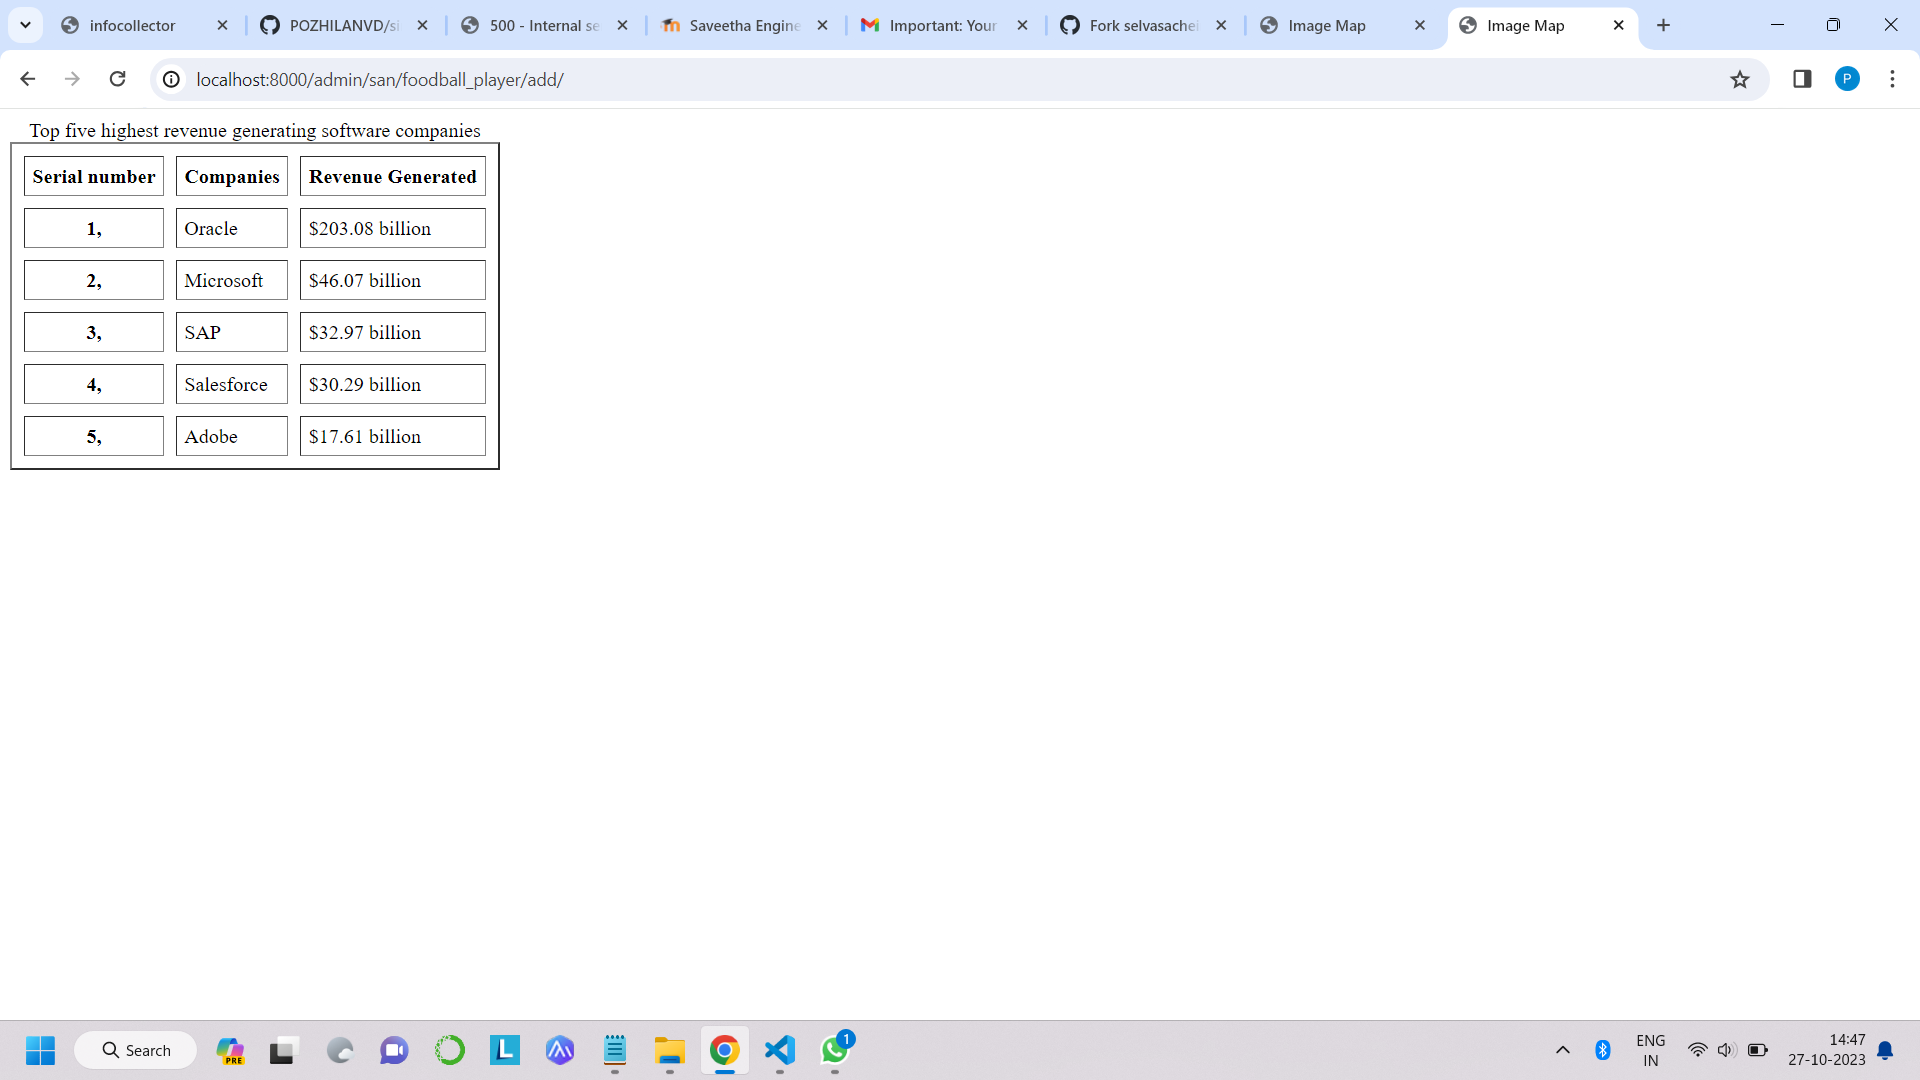 infocollector
POZHILANVD/si
500 - Internal se
Saveetha Engine
Important: Your
Fork selvasachei
Image Map
Image Map
localhost:8000/admin/san/foodball_player/add/
P
Top five highest revenue generating software companies
Serial number Companies Revenue Generated
1, Oracle $203.08 billion
2, Microsoft $46.07 billion
3, SAP $32.97 billion
4, Salesforce $30.29 billion
5, Adobe $17.61 billion
Search
PRE
L
1
ENG
IN
14:47
27-10-2023